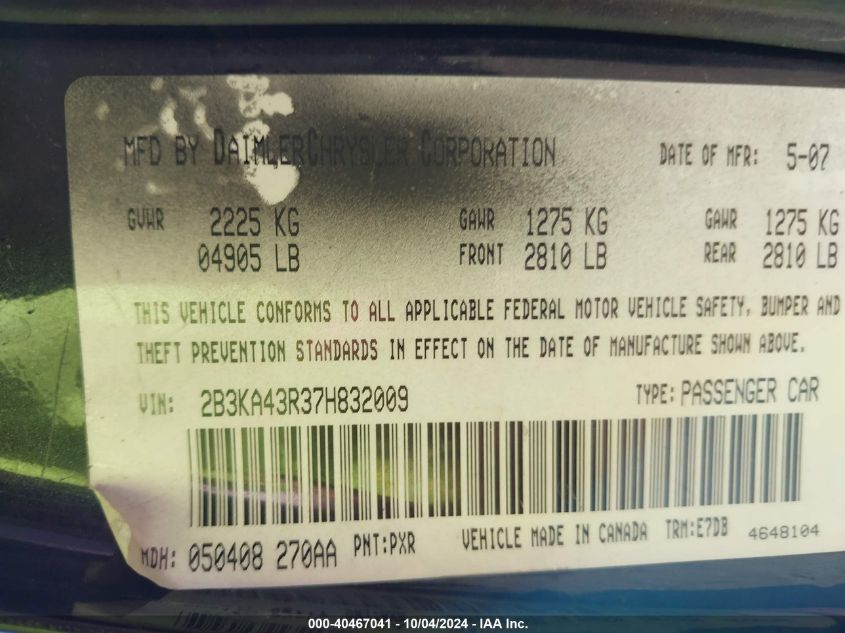 MFD BY DAIMLERCHRYSLER CORPORATION DATE OF MFR: 5-07
GVWR 2225 KG GAWR 1275 KG GAWR 1275 KG
04905 LB FRONT 2810 LB REAR 2810 LB
THIS VEHICLE CONFORMS TO ALL APPLICABLE FEDERAL MOTOR VEHICLE SAFETY, BUMPER AND
THEFT PREVENTION STANDARDS IN EFFECT ON THE DATE OF MANUFACTURE SHOWN ABOVE.
VIN: 2B3KA43R37H832009 TYPE: PASSENGER CAR
MDH: 050408 270AA PNT: PXR VEHICLE MADE IN CANADA TRM: E7DB 4648104
000-40467041 - 10/04/2024 - IAA Inc.